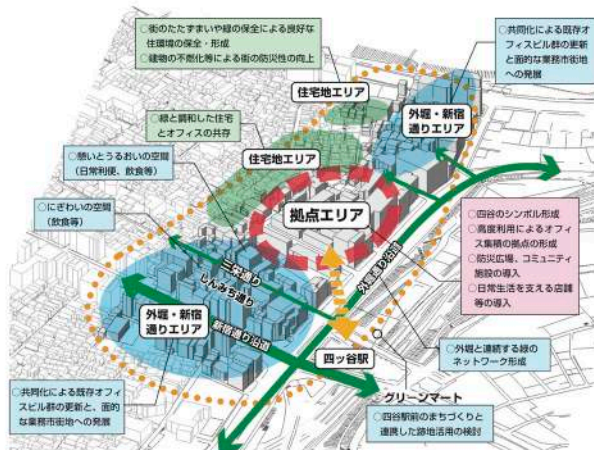 ○街のたたずまいや緑の保全による良好な
住環境の保全・形成
○建物の不燃化等による街の防災性の向上
○共同化による既存オ
フィスビル群の更新
と面的な業務市街地
への発展
住宅地エリア
外堀・新宿
通りエリア
○緑と調和した住宅
とオフィスの共存
住宅地エリア
○憩いとうるおいの空間
(日常利便、飲食等)
○にぎわいの空間
(飲食等)
拠点エリア
○四谷のシンボル形成
○高度利用によるオフィ
ス集積の拠点の形成
○防災広場、コミュニティ
施設の導入
○日常生活を支える店舗
等の導入
三栄通り
しんみち通り
外堀通り沿道
外堀・新宿
通りエリア
新宿通り沿道
四ッ谷駅
○外堀と連続する緑の
ネットワーク形成
グリーンマート
○共同化による既存オフィ
スビル群の更新と、面的
な業務市街地への発展
○四谷駅前のまちづくりと
連携した跡地活用の検討